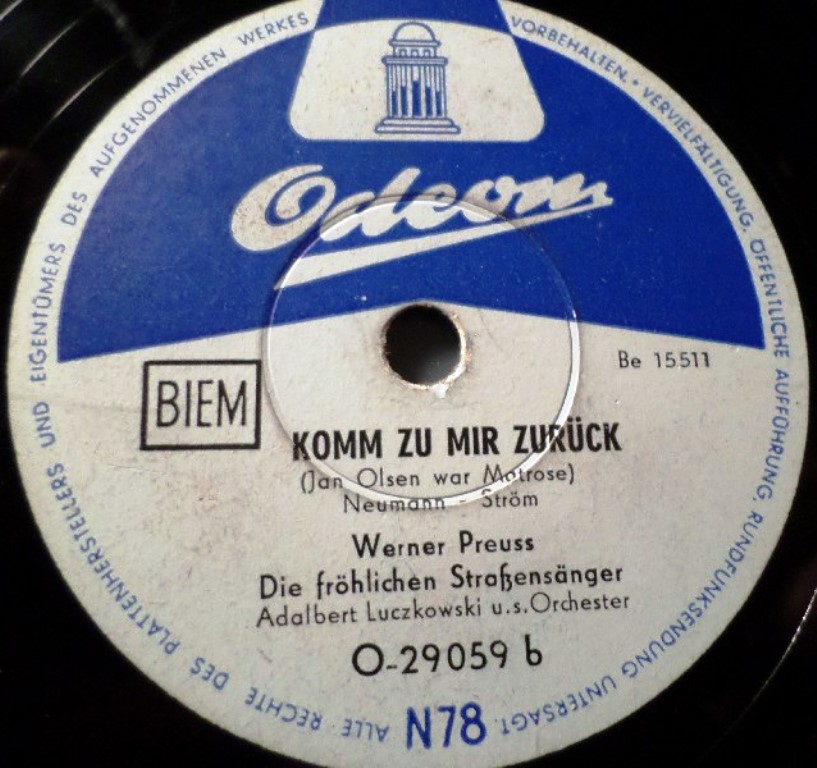 ALLE RECHTE DES PLATTENHERSTELLERS UND EIGENTÜMERS DES AUFGENOMMENEN WERKES VORBEHALTEN. • VERVIELFÄLTIGUNG, ÖFFENTLICHE AUFFÜHRUNG, RUNDFUNKSENDUNG UNTERSAGT.
Odeon
Be 15511
BIEM
KOMM ZU MIR ZURÜCK
(Jan Olsen war Matrose)
Neumann - Ström
Werner Preuss
Die fröhlichen Straßensänger
Adalbert Luczkowski u.s.Orchester
O-29059 b
N78